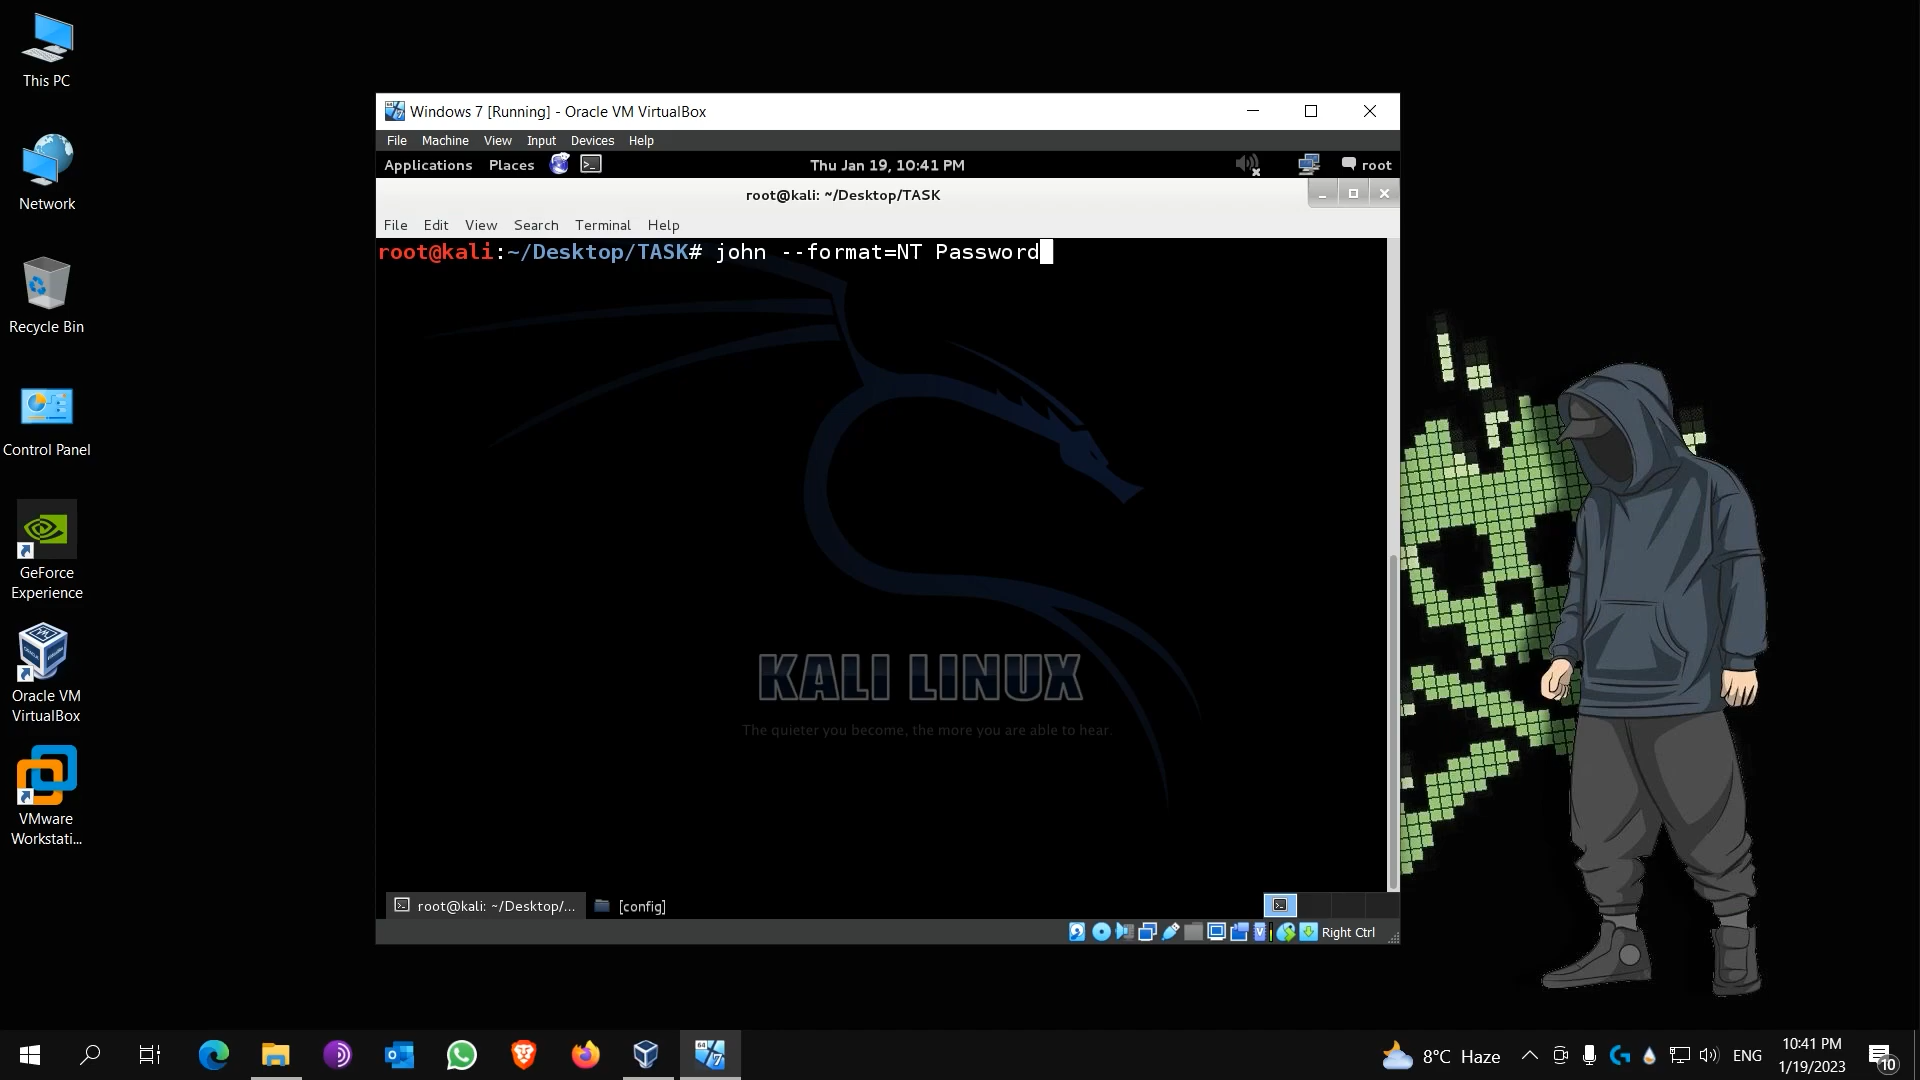 This PC
Network
Recycle Bin
Control Panel
GeForce
Experience
Oracle VM
VirtualBox
VMware
Workstati...
Windows 7 [Running] - Oracle VM VirtualBox
File Machine View Input Devices Help
Applications Places Thu Jan 19, 10:41 PM root
root@kali: ~/Desktop/TASK
File Edit View Search Terminal Help
root@kali:~/Desktop/TASK# john --format=NT Password
KALI LINUX
The quieter you become, the more you are able to hear.
root@kali: ~/Desktop/... [config]
Right Ctrl
8°C Haze ENG
10:41 PM
1/19/2023
10